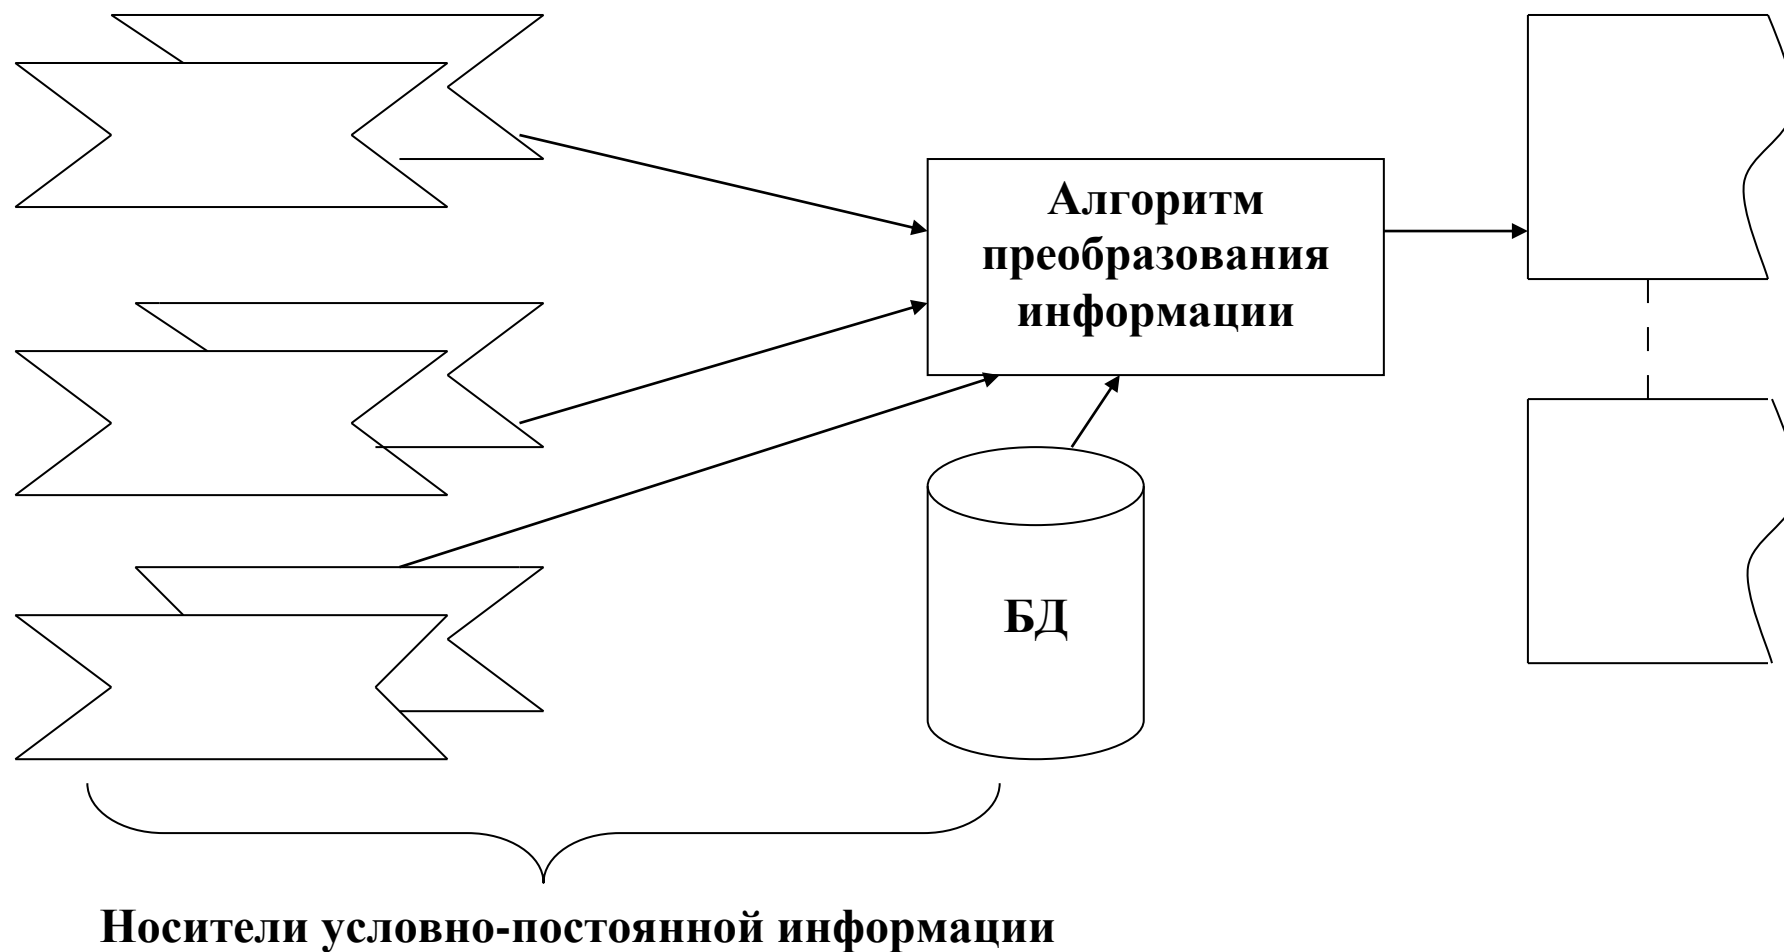 Алгоритм
преобразования
информации
БД
Носители условно-постоянной информации